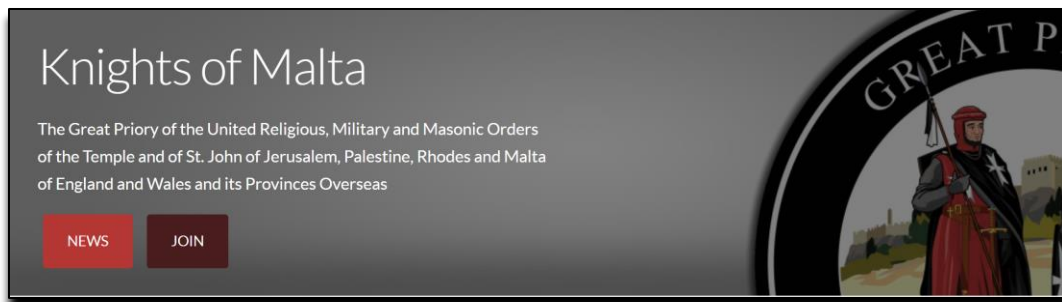 Knights of Malta
The Great Priory of the United Religious, Military and Masonic Orders
of the Temple and of St. John of Jerusalem, Palestine, Rhodes and Malta
of England and Wales and its Provinces Overseas
NEWS
JOIN
GREAT P